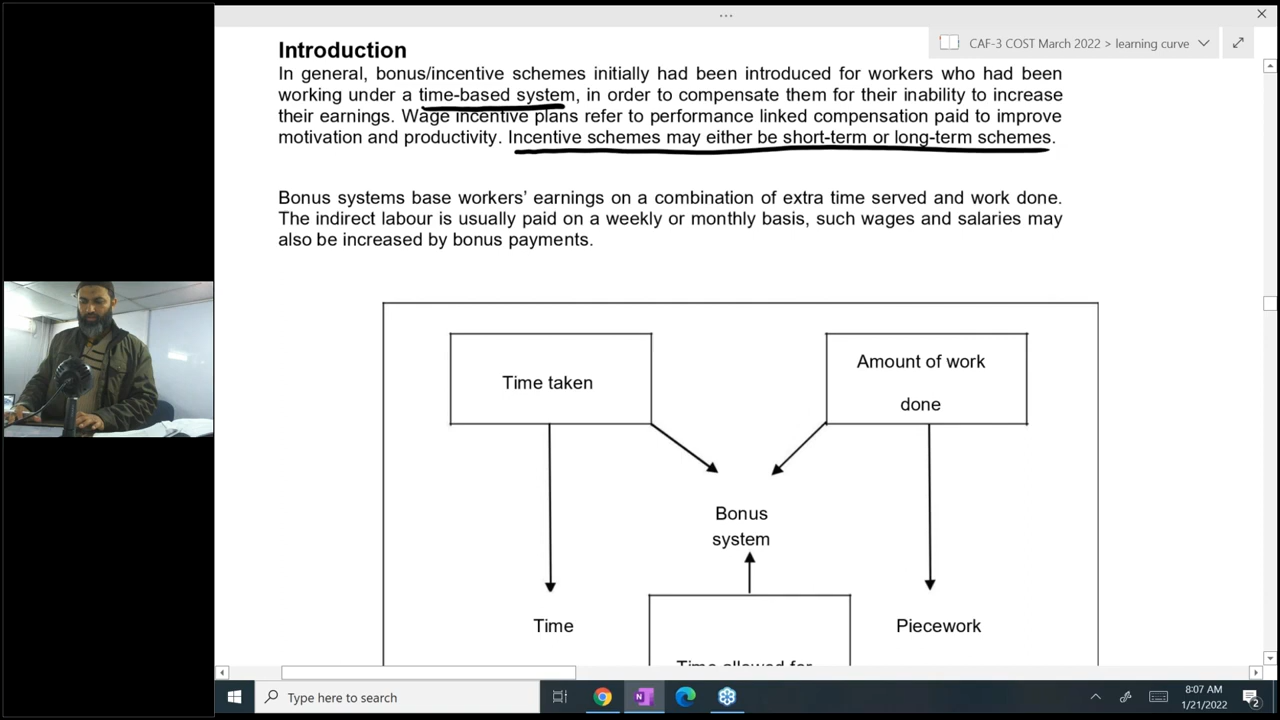 CAF-3 COST March 2022 > learning curve
Introduction
In general, bonus/incentive schemes initially had been introduced for workers who had been
working under a time-based system, in order to compensate them for their inability to increase
their earnings. Wage incentive plans refer to performance linked compensation paid to improve
motivation and productivity. Incentive schemes may either be short-term or long-term schemes.
Bonus systems base workers’ earnings on a combination of extra time served and work done.
The indirect labour is usually paid on a weekly or monthly basis, such wages and salaries may
also be increased by bonus payments.
Time taken
Amount of work
done
Bonus
system
Time
Piecework
Time allowed for
Type here to search
8:07 AM
1/21/2022
2